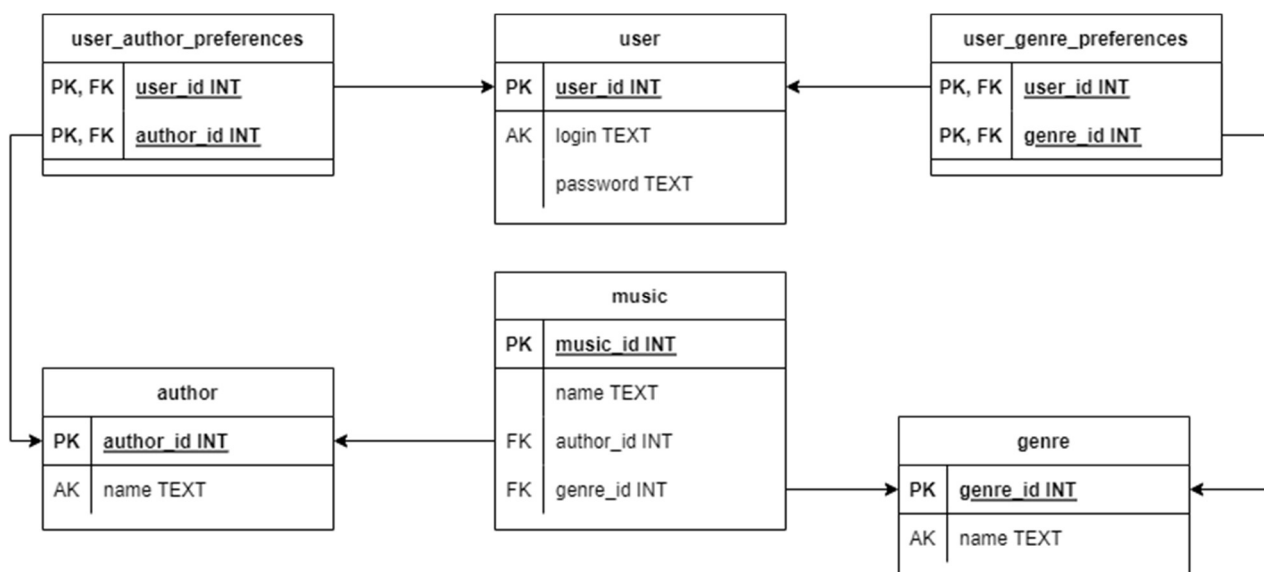 user_author_preferences
PK, FK user_id INT
PK, FK author_id INT
user
PK user_id INT
AK login TEXT
password TEXT
user_genre_preferences
PK, FK user_id INT
PK, FK genre_id INT
music
PK music_id INT
name TEXT
FK author_id INT
FK genre_id INT
author
PK author_id INT
AK name TEXT
genre
PK genre_id INT
AK name TEXT